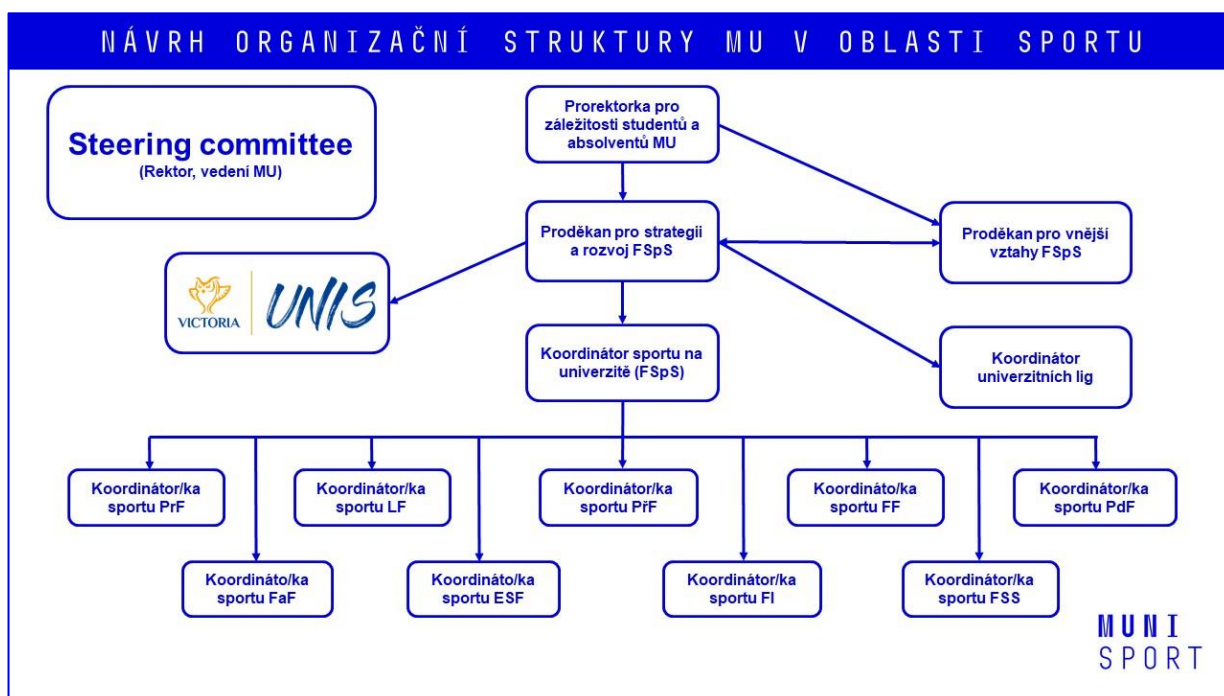 NÁVRH ORGANIZAČNÍ STRUKTURY MU V OBLASTI SPORTU
Steering committee
(Rektor, vedení MU)
Prorektorka pro
záležitosti studentů a
absolventů MU
Proděkan pro strategii
a rozvoj FSpS
Proděkan pro vnější
vztahy FSpS
VICTORIA
UNIS
Koordinátor sportu na
univerzitě (FSpS)
Koordinátor
univerzitních lig
Koordinátor/ka
sportu PrF
Koordinátor/ka
sportu LF
Koordinátor/ka
sportu PřF
Koordináto/ka
sportu FF
Koordinátor/ka
sportu PdF
Koordináto/ka
sportu FaF
Koordináto/ka
sportu ESF
Koordinátor/ka
sportu FI
Koordinátor/ka
sportu FSS
MUNI
SPORT